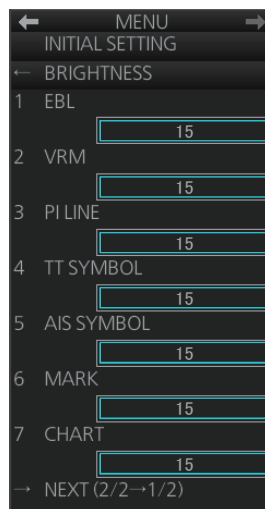 ← MENU →
INITIAL SETTING
← BRIGHTNESS
1 EBL
15
2 VRM
15
3 PI LINE
15
4 TT SYMBOL
15
5 AIS SYMBOL
15
6 MARK
15
7 CHART
15
→ NEXT (2/2→1/2)